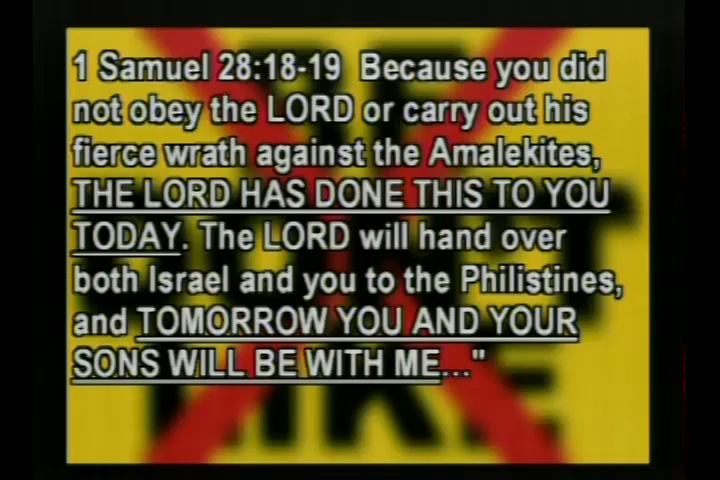 1 Samuel 28:18-19 Because you did
not obey the LORD or carry out his
fierce wrath against the Amalekites,
THE LORD HAS DONE THIS TO YOU
TODAY. The LORD will hand over
both Israel and you to the Philistines,
and TOMORROW YOU AND YOUR
SONS WILL BE WITH ME..."